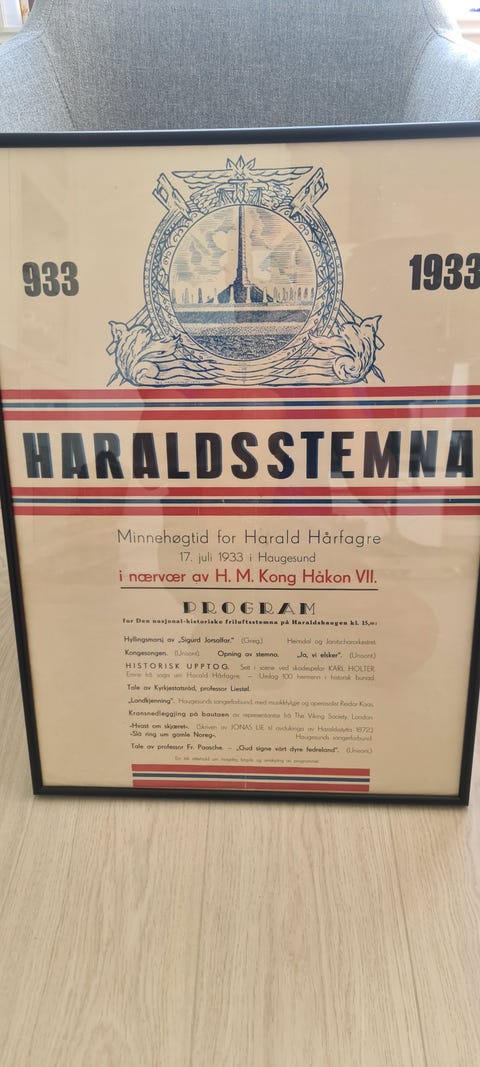 933
1933
HARALDSSTEMNA
Minnehøgtid for Harald Hårfagre
17. juli 1933 i Haugesund
i nærvær av H. M. Kong Håkon VII.
PROGRAM
for Den nasjonal-historiske friluftsstemna på Haraldshaugen kl. 15,0:
Hyllingsmarsj av „Sigurd Jorsalfar." (Grieg.) Heimdal og Janitscharorkestret.
Kongesongen. (Unisont). Opning av stemna. „Ja, vi elsker". (Unisont.)
HISTORISK UPPTOG. Sett i scene ved skodespelar KARL HOLTER.
Emne frå soga um Harald Hårfagre. — Umlag 100 hermenn i historisk bunad.
Tale av Kyrkjestatsråd, professor Liestøl.
„Landkjenning". Haugesunds sangerforbund, med musikkfylgje og operasolist Reidar Kaas.
Kransnedlegging på bautaen av representantar frå The Viking Society, London.
«Hvast om skjæret». (Skriven av JONAS LIE til avdukinga av Haraldsstytta 1872.)
«Slå ring um gamle Noreg». Haugesunds sangerforbund.
Tale av professor Fr. Paasche. — „Gud signe vårt dyre fedreland". (Unisont.)